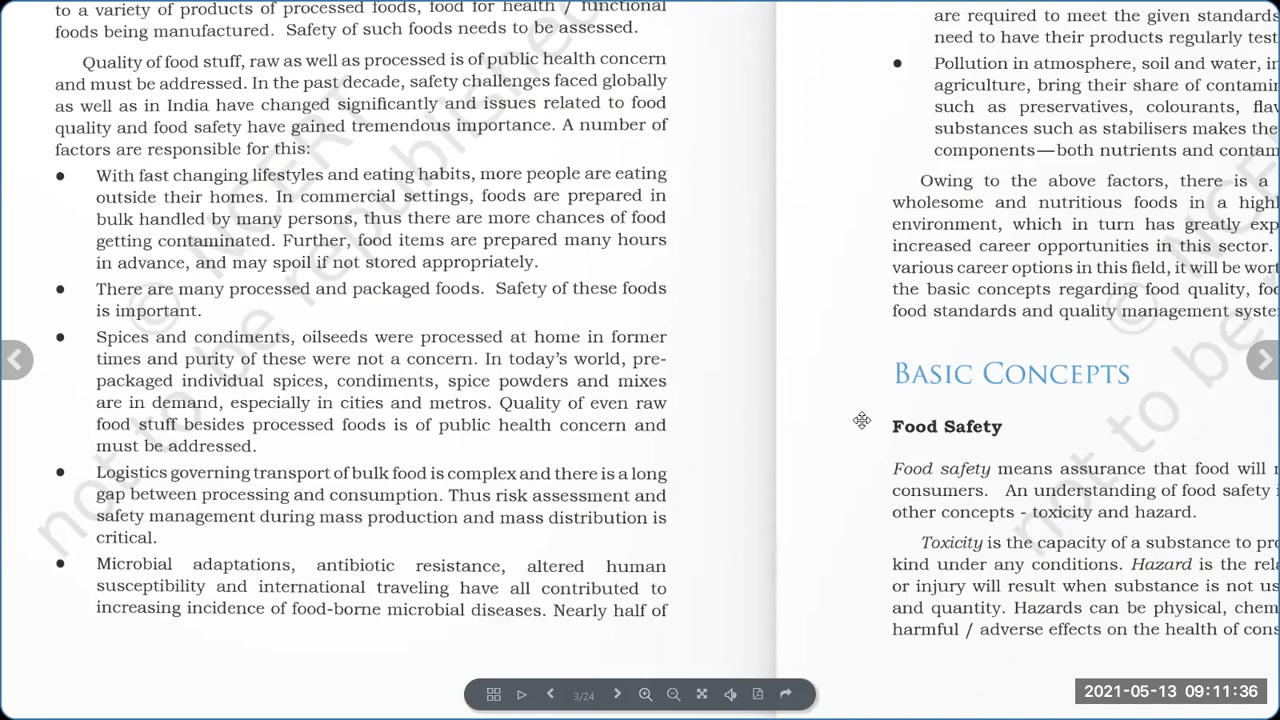 to a variety of products of processed foods, food for health / functional
foods being manufactured. Safety of such foods needs to be assessed.
Quality of food stuff, raw as well as processed is of public health concern
and must be addressed. In the past decade, safety challenges faced globally
as well as in India have changed significantly and issues related to food
quality and food safety have gained tremendous importance. A number of
factors are responsible for this:
● With fast changing lifestyles and eating habits, more people are eating
outside their homes. In commercial settings, foods are prepared in
bulk handled by many persons, thus there are more chances of food
getting contaminated. Further, food items are prepared many hours
in advance, and may spoil if not stored appropriately.
● There are many processed and packaged foods. Safety of these foods
is important.
● Spices and condiments, oilseeds were processed at home in former
times and purity of these were not a concern. In today's world, pre-
packaged individual spices, condiments, spice powders and mixes
are in demand, especially in cities and metros. Quality of even raw
food stuff besides processed foods is of public health concern and
must be addressed.
● Logistics governing transport of bulk food is complex and there is a long
gap between processing and consumption. Thus risk assessment and
safety management during mass production and mass distribution is
critical.
● Microbial adaptations, antibiotic resistance, altered human
susceptibility and international traveling have all contributed to
increasing incidence of food-borne microbial diseases. Nearly half of
are required to meet the given standards
need to have their products regularly test
● Pollution in atmosphere, soil and water, in
agriculture, bring their share of contamin
such as preservatives, colourants, flav
substances such as stabilisers makes the
components—both nutrients and contam
Owing to the above factors, there is a
wholesome and nutritious foods in a highl
environment, which in turn has greatly exp
increased career opportunities in this sector.
various career options in this field, it will be wort
the basic concepts regarding food quality, foo
food standards and quality management syste
BASIC CONCEPTS
Food Safety
Food safety means assurance that food will n
consumers. An understanding of food safety i
other concepts - toxicity and hazard.
Toxicity is the capacity of a substance to pro
kind under any conditions. Hazard is the rela
or injury will result when substance is not us
and quantity. Hazards can be physical, chem
harmful / adverse effects on the health of cons
© NCERT
not to be republished
© NCE
not to be
3/24
2021-05-13 09:11:36